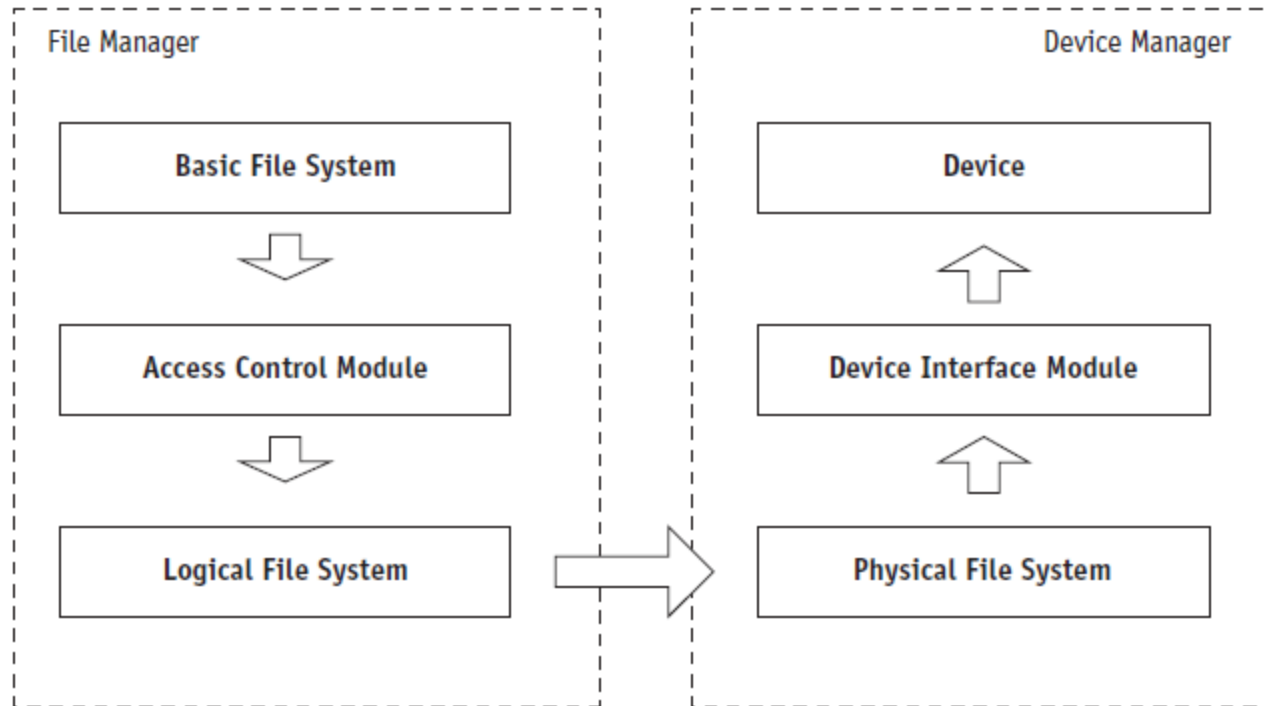 File Manager
Basic File System
Access Control Module
Logical File System
Device Manager
Device
Device Interface Module
Physical File System